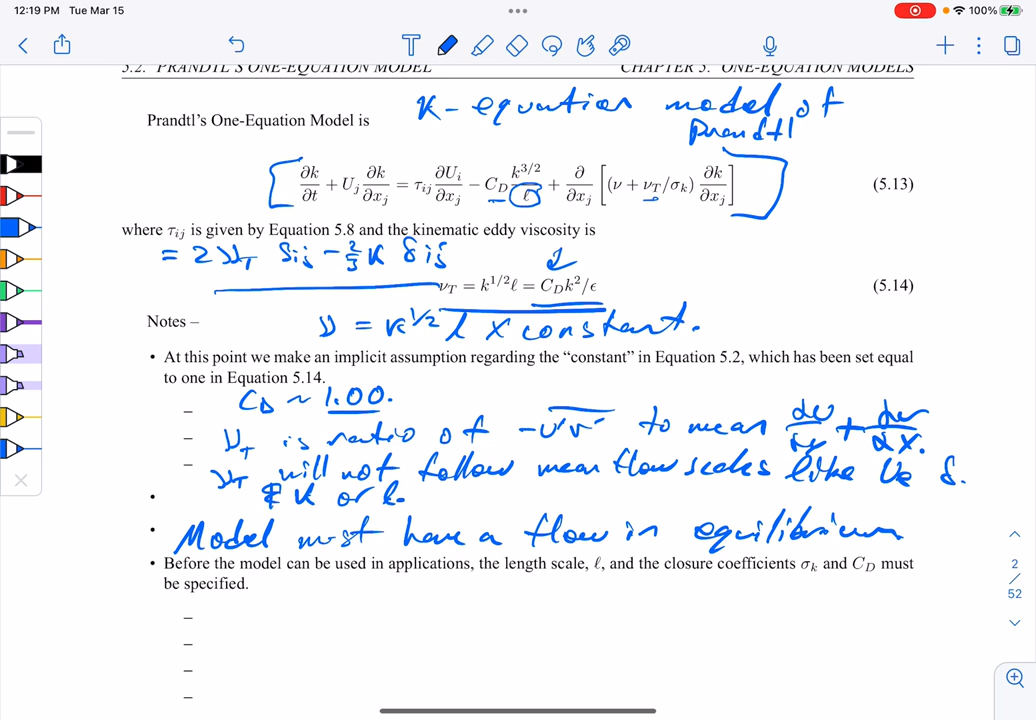 12:19 PM Tue Mar 15
100%
5.2. PRANDTL'S ONE-EQUATION MODEL CHAPTER 5. ONE-EQUATION MODELS
K-equation model of
Prandtl
Prandtl's One-Equation Model is
∂k/∂t + U_j ∂k/∂x_j = τ_ij ∂U_i/∂x_j − C_D k^{3/2}/ℓ + ∂/∂x_j [(ν + ν_T/σ_k) ∂k/∂x_j] (5.13)
where τ_ij is given by Equation 5.8 and the kinematic eddy viscosity is
= 2 ν_T S_ij − 2/3 K δ_ij
ν_T = k^{1/2}ℓ = C_D k^2/ϵ (5.14)
Notes –
ν = K^{1/2} l × constant.
• At this point we make an implicit assumption regarding the “constant” in Equation 5.2, which has been set equal
to one in Equation 5.14.
– C_D ~ 1.00.
– ν_T is ratio of -u'v' to mean du/dy + dv/dx.
– ν_T will not follow mean flow scales like U_e δ.
• K or l.
• Model must have a flow in equilibrium
• Before the model can be used in applications, the length scale, ℓ, and the closure coefficients σ_k and C_D must
be specified.
–
–
–
–
2
/
52